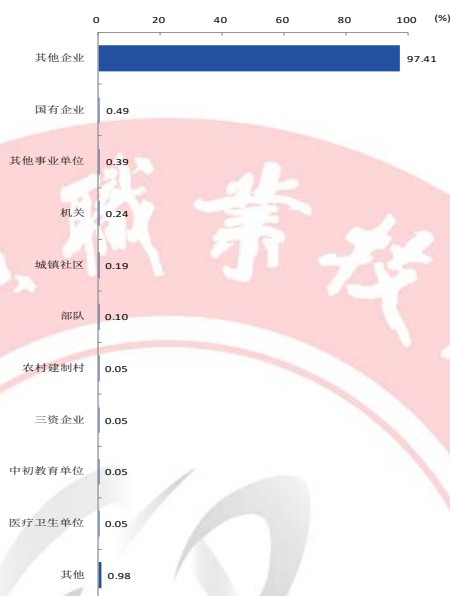 0 20 40 60 80 100 (%)
其他企业 97.41
国有企业 0.49
其他事业单位 0.39
机关 0.24
城镇社区 0.19
部队 0.10
农村建制村 0.05
三资企业 0.05
中初教育单位 0.05
医疗卫生单位 0.05
其他 0.98
職業技